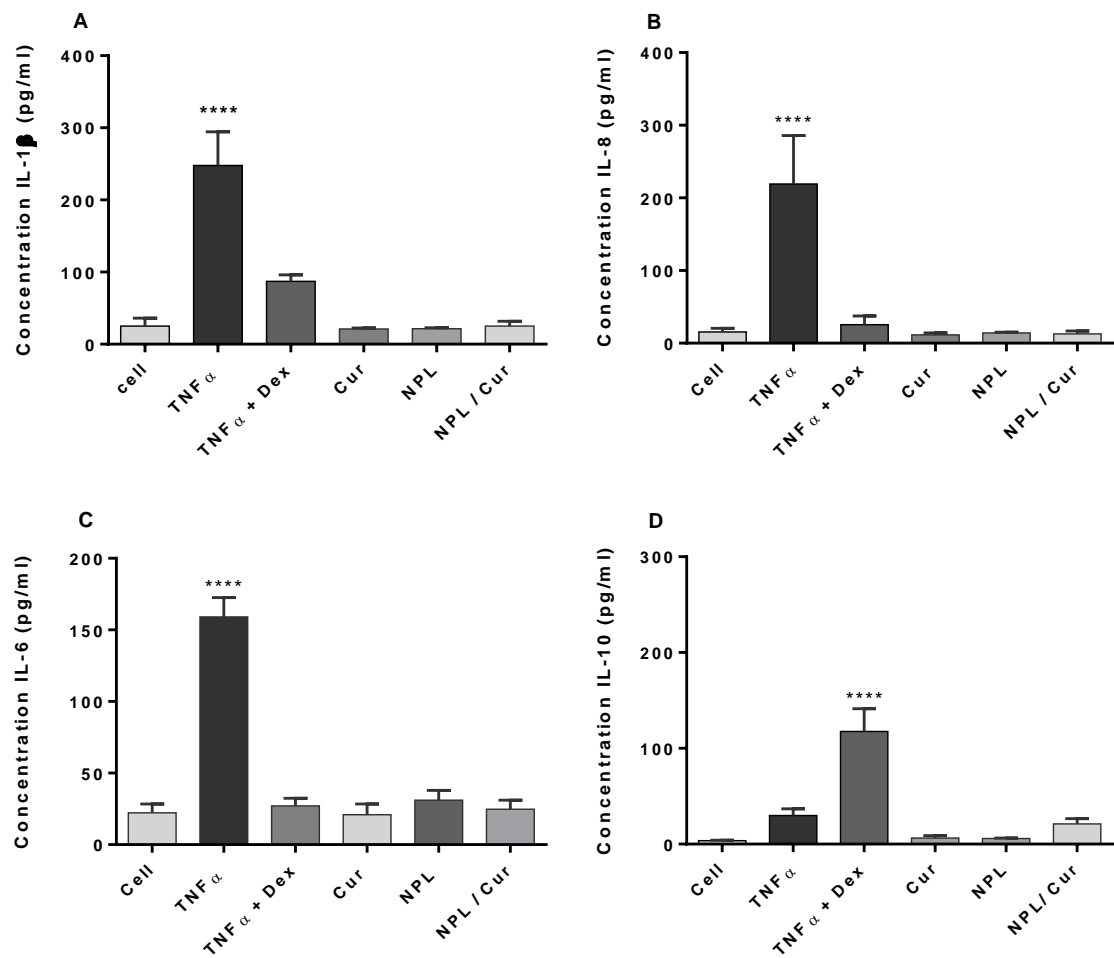 A
Concentration IL-1β (pg/ml)
400
300
200
100
0
****
cell
TNFα
TNFα + Dex
Cur
NPL
NPL / Cur
B
Concentration IL-8 (pg/ml)
400
300
200
100
0
****
Cell
TNFα
TNFα + Dex
Cur
NPL
NPL / Cur
C
Concentration IL-6 (pg/ml)
200
150
100
50
0
****
Cell
TNFα
TNFα + Dex
Cur
NPL
NPL / Cur
D
Concentration IL-10 (pg/ml)
300
200
100
0
****
Cell
TNFα
TNFα + Dex
Cur
NPL
NPL/ Cur